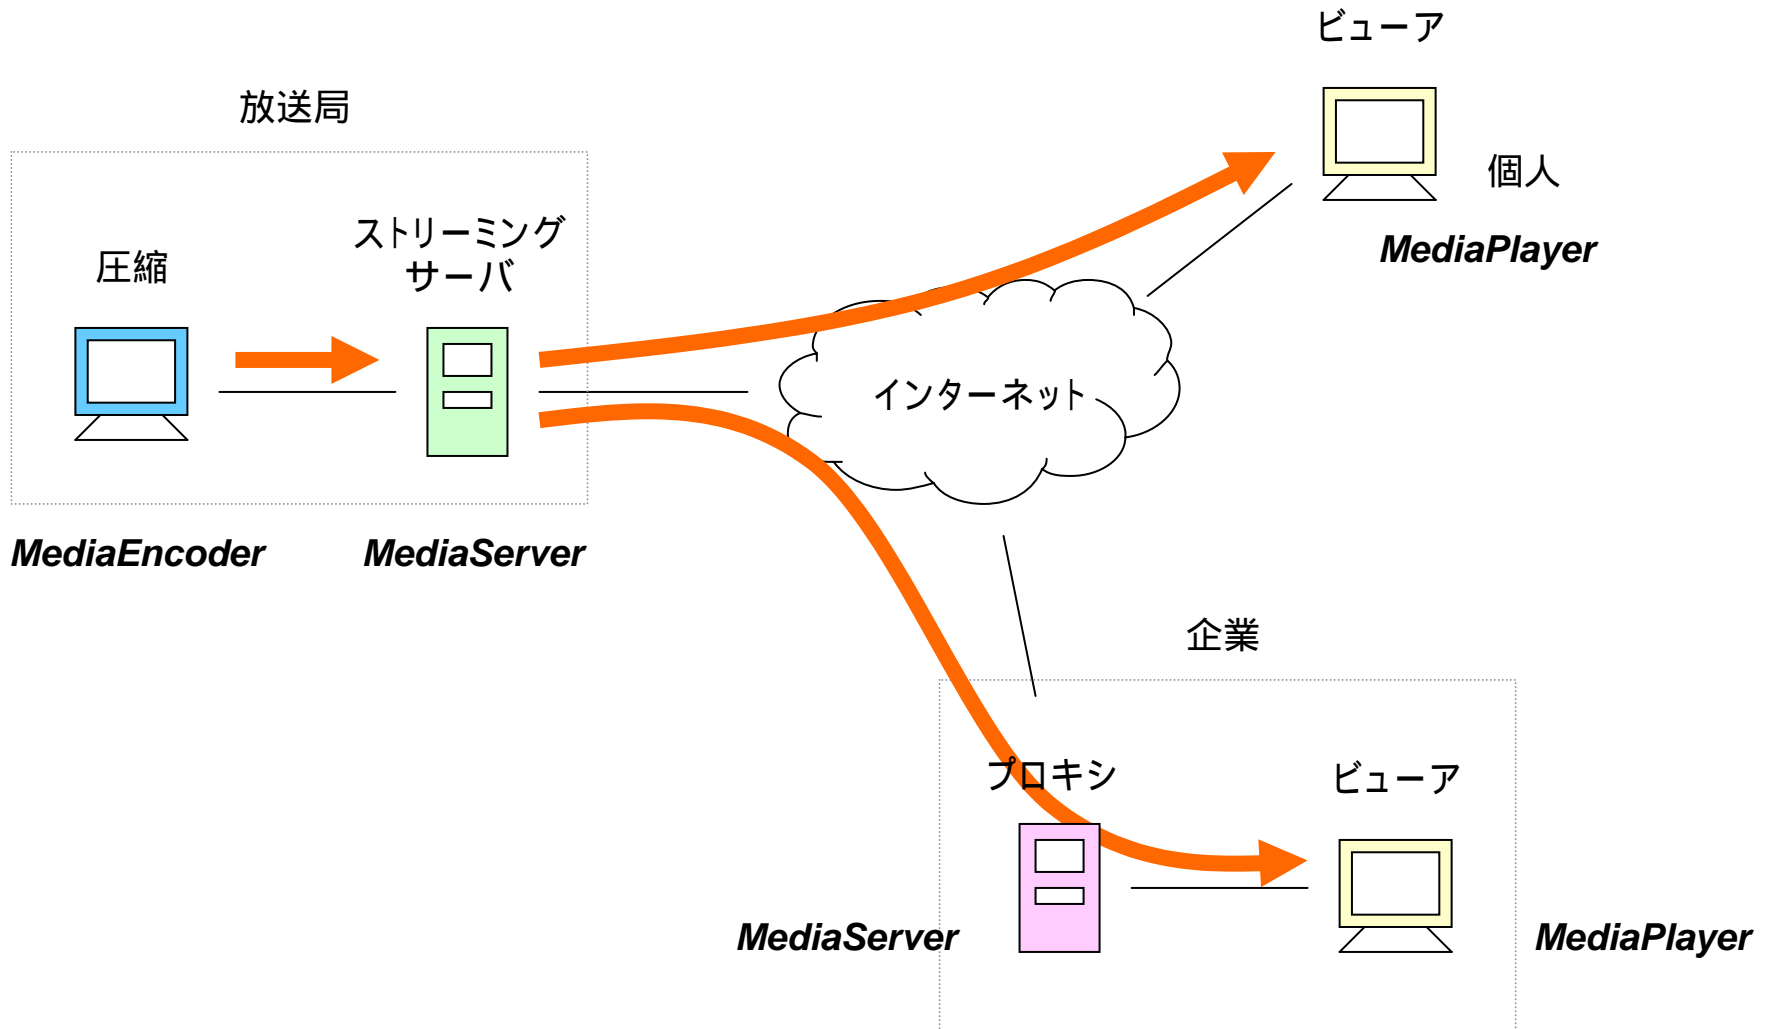 ビューア
放送局
個人
ストリーミング
サーバ
圧縮
MediaPlayer
インターネット
MediaEncoder
MediaServer
企業
プロキシ
ビューア
MediaServer
MediaPlayer